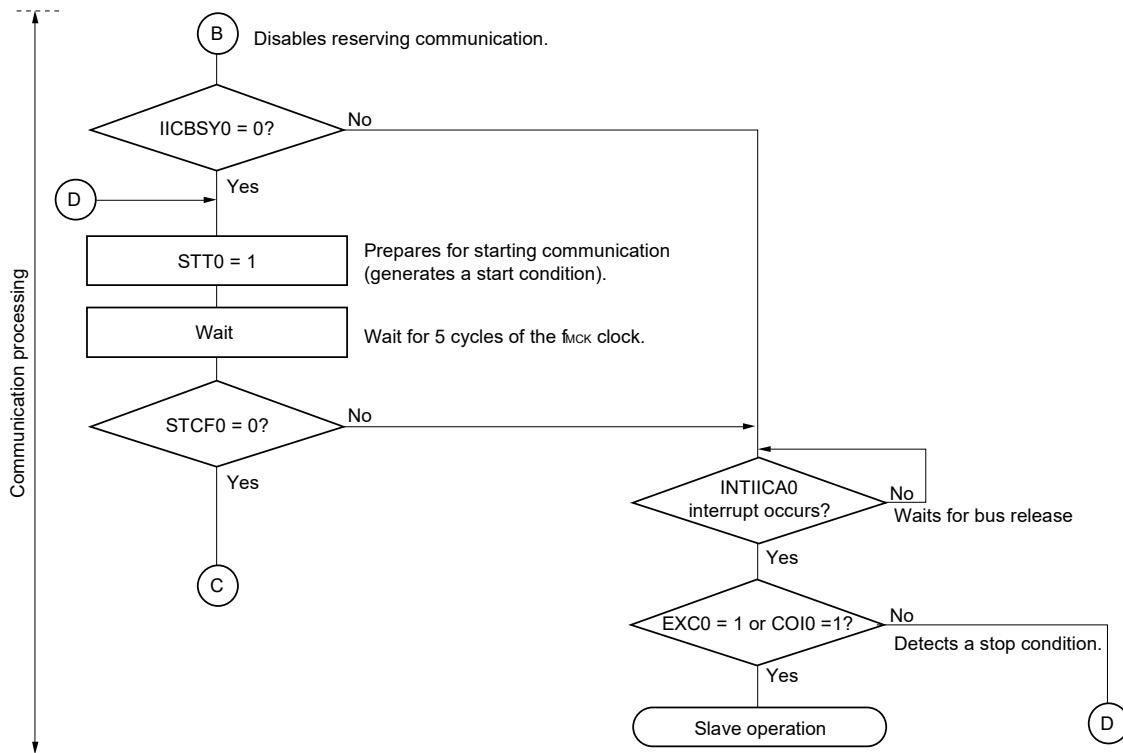 B
Disables reserving communication.
IICBSY0 = 0?
No
Yes
D
STT0 = 1
Prepares for starting communication
(generates a start condition).
Wait
Wait for 5 cycles of the fMCK clock.
STCF0 = 0?
No
Yes
C
INTIICA0
interrupt occurs?
No
Waits for bus release
Yes
EXC0 = 1 or COI0 =1?
No
Detects a stop condition.
Yes
Slave operation
D
Communication processing